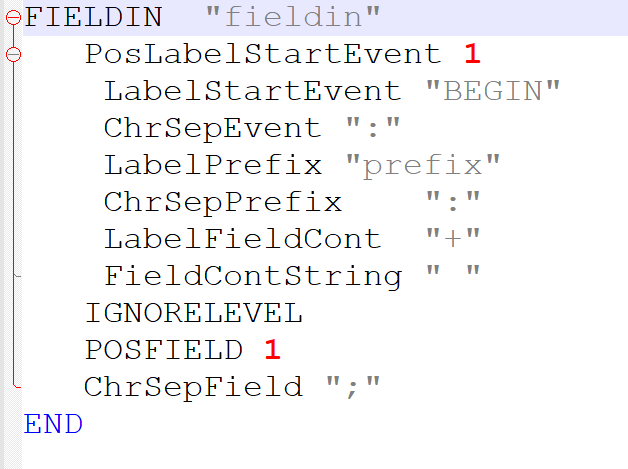 FIELDIN  "fieldin"
   PosLabelStartEvent 1
    LabelStartEvent "BEGIN"
    ChrSepEvent ":"
    LabelPrefix "prefix"
    ChrSepPrefix    ":"
    LabelFieldCont  "+"
    FieldContString " "
   IGNORELEVEL
   POSFIELD 1
   ChrSepField ";"
END